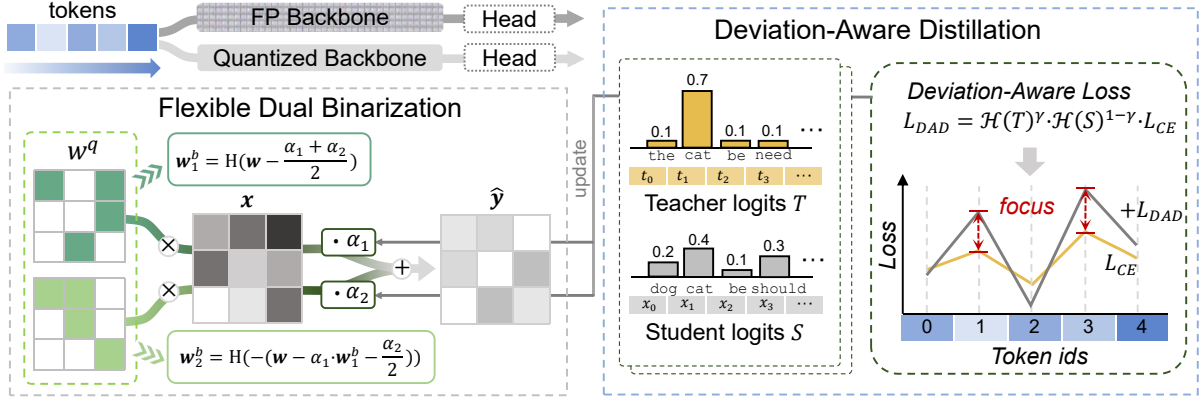 tokens
FP Backbone
Head
Quantized Backbone
Head
Flexible Dual Binarization
W^q
w_1^b = H(w - (α_1 + α_2)/2)
x
ŷ
· α_1
+
· α_2
w_2^b = H(-(w - α_1·w_1^b - α_2/2))
update
Deviation-Aware Distillation
0.1 0.7 0.1 0.1 ...
the cat be need
t_0 t_1 t_2 t_3 ...
Teacher logits T
0.2 0.4 0.1 0.3 ...
dog cat be should
x_0 x_1 x_2 x_3 ...
Student logits S
Deviation-Aware Loss
L_DAD = ℋ(T)^γ·ℋ(S)^{1-γ}·L_CE
focus
+L_DAD
L_CE
Loss
0 1 2 3 4
Token ids